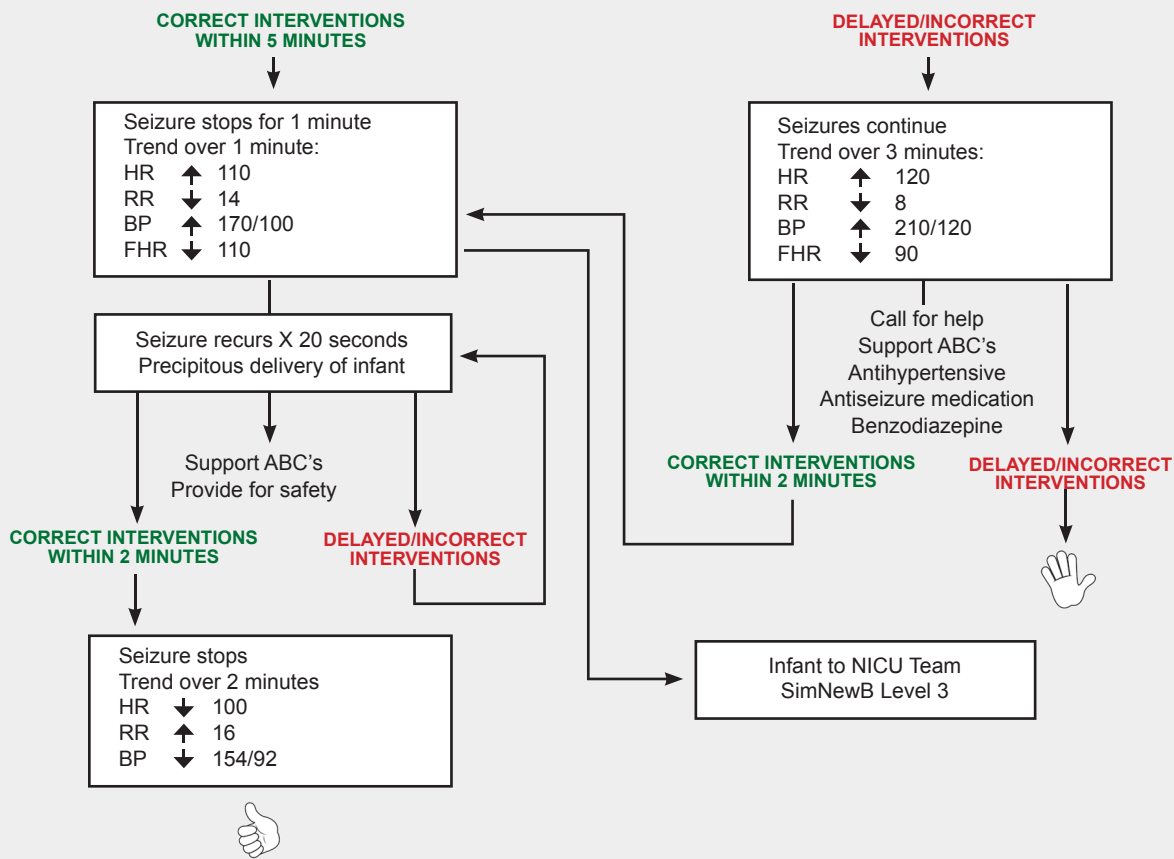 CORRECT INTERVENTIONS
WITHIN 5 MINUTES
Seizure stops for 1 minute
Trend over 1 minute:
HR 110
RR 14
BP 170/100
FHR 110
Seizure recurs X 20 seconds
Precipitous delivery of infant
Support ABC's
Provide for safety
CORRECT INTERVENTIONS
WITHIN 2 MINUTES
DELAYED/INCORRECT
INTERVENTIONS
Seizure stops
Trend over 2 minutes
HR 100
RR 16
BP 154/92
DELAYED/INCORRECT
INTERVENTIONS
Seizures continue
Trend over 3 minutes:
HR 120
RR 8
BP 210/120
FHR 90
Call for help
Support ABC's
Antihypertensive
Antiseizure medication
Benzodiazepine
CORRECT INTERVENTIONS
WITHIN 2 MINUTES
DELAYED/INCORRECT
INTERVENTIONS
Infant to NICU Team
SimNewB Level 3